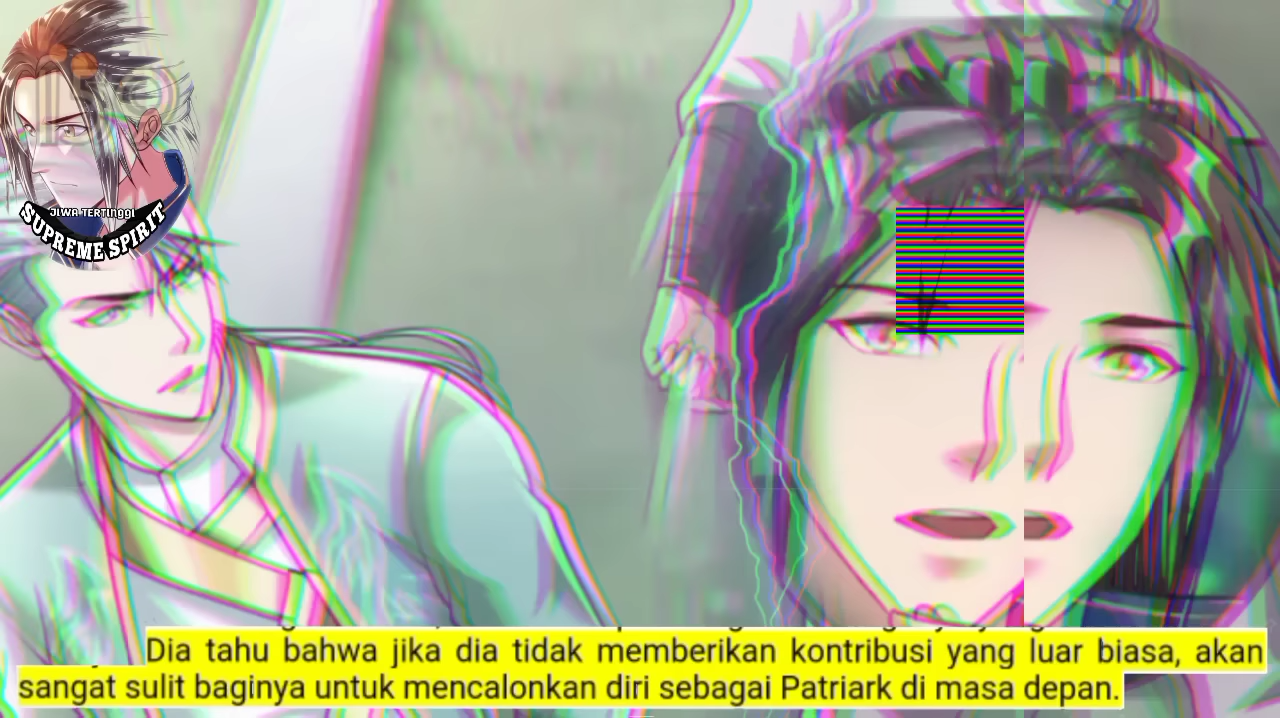 JIWA TERTINGGI
SUPREME SPIRIT
Dia tahu bahwa jika dia tidak memberikan kontribusi yang luar biasa, akan
sangat sulit baginya untuk mencalonkan diri sebagai Patriark di masa depan.